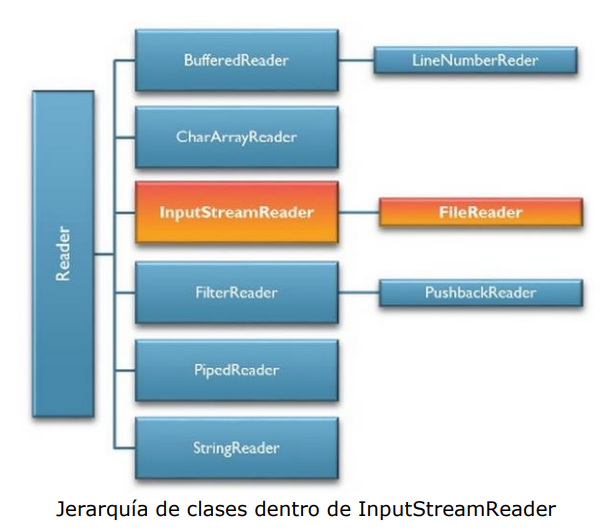 Reader
BufferedReader
LineNumberReder
CharArrayReader
InputStreamReader
FileReader
FilterReader
PushbackReader
PipedReader
StringReader
Jerarquía de clases dentro de InputStreamReader